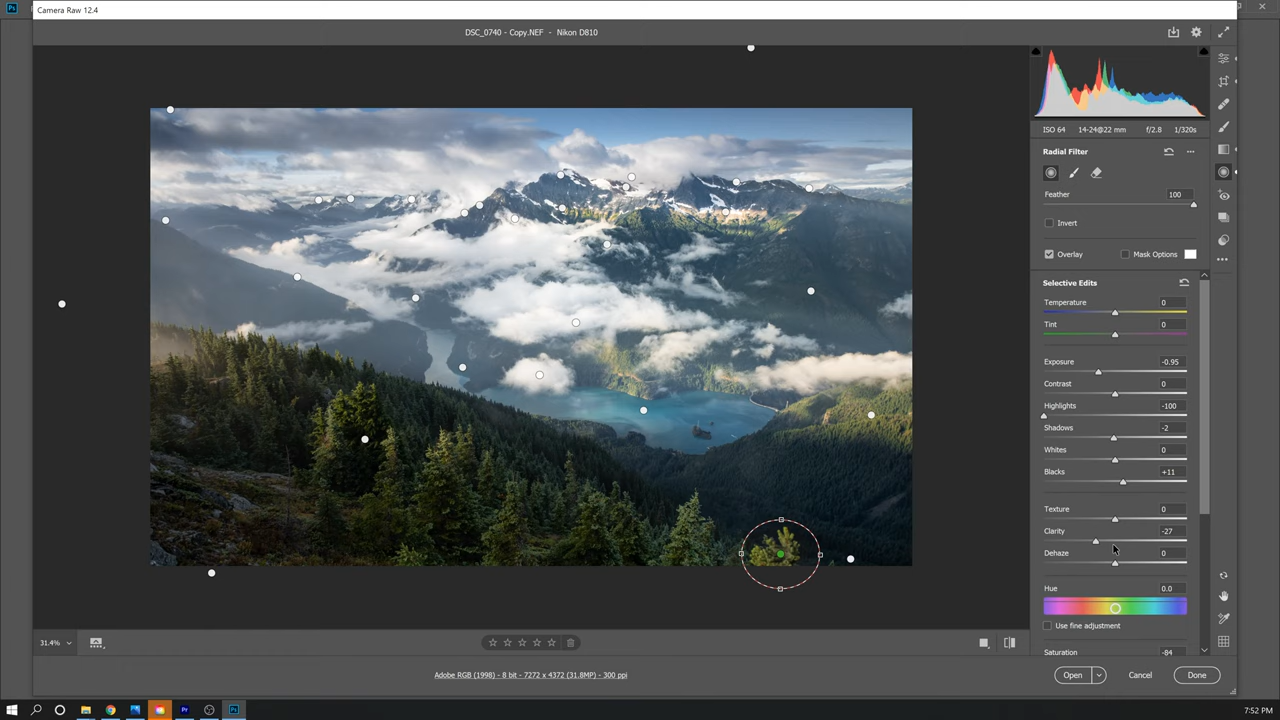 Camera Raw 12.4
DSC_0740 - Copy.NEF - Nikon D810
ISO 64 14-24@22 mm f/2.8 1/320s
Radial Filter
Feather 100
Invert
Overlay Mask Options
Selective Edits
Temperature 0
Tint 0
Exposure -0.95
Contrast 0
Highlights -100
Shadows -2
Whites 0
Blacks +11
Texture 0
Clarity -27
Dehaze 0
Hue 0.0
Use fine adjustment
Saturation -84
31.4%
Adobe RGB (1998) - 8 bit - 7272 x 4372 (31.8MP) - 300 ppi
Open Cancel Done
7:52 PM